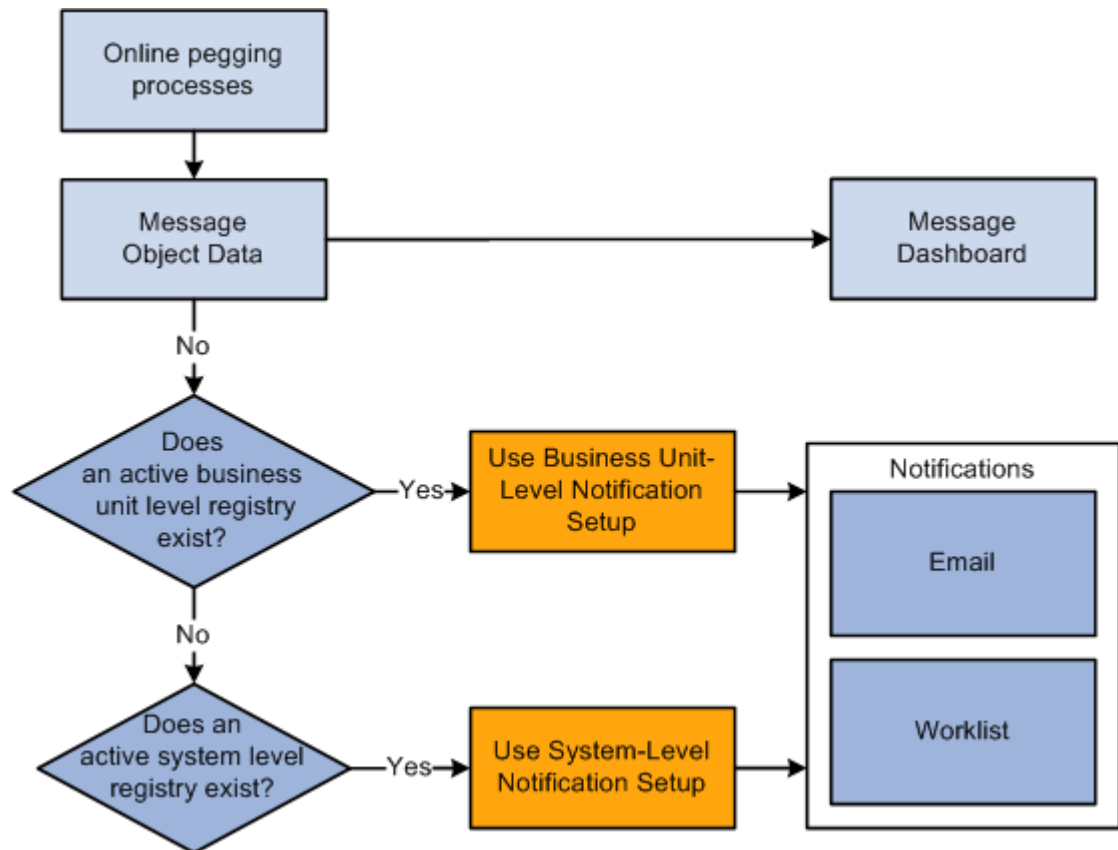 Online pegging
processes
Message
Object Data
Message
Dashboard
No
Does
an active business
unit level registry
exist?
Yes
Use Business Unit-
Level Notification
Setup
Notifications
Email
Worklist
No
Does an
active system level
registry exist?
Yes
Use System-Level
Notification Setup